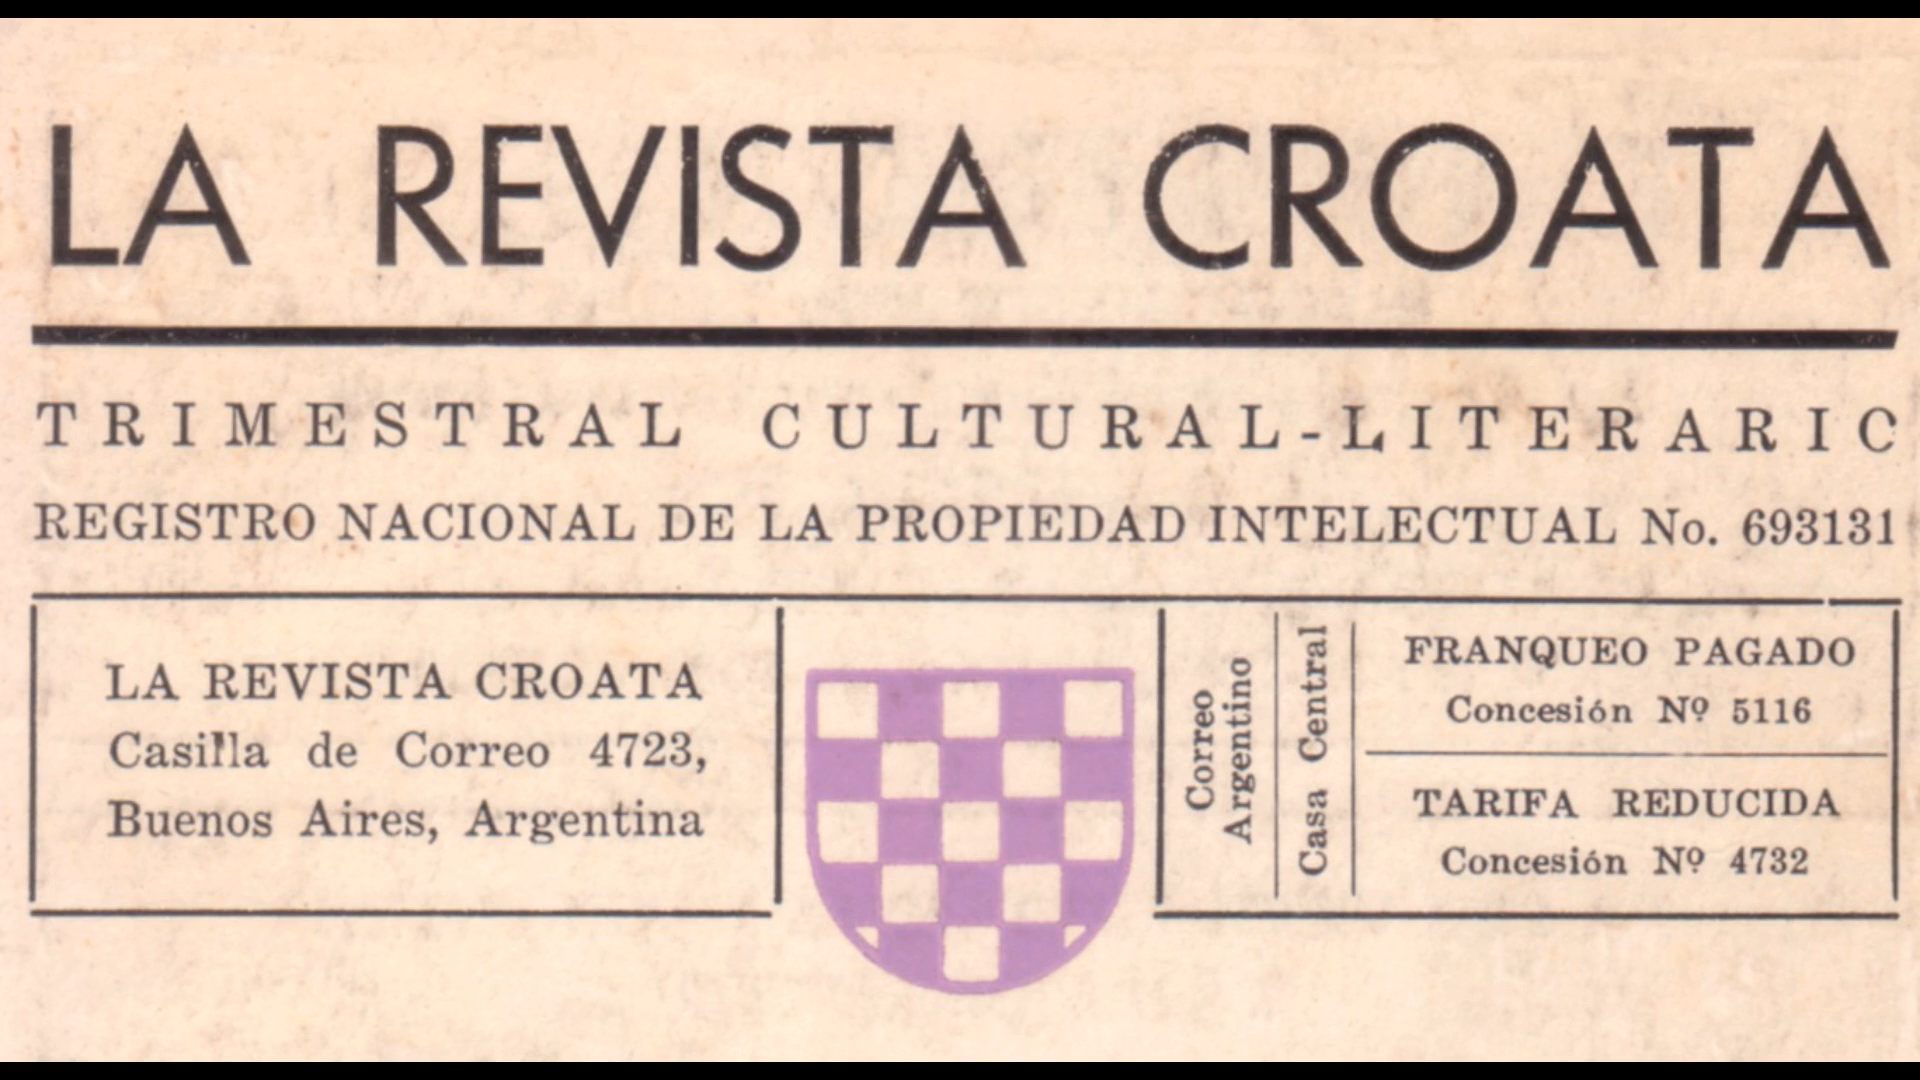 LA REVISTA CROATA
TRIMESTRAL CULTURAL-LITERARIC
REGISTRO NACIONAL DE LA PROPIEDAD INTELECTUAL No. 693131
LA REVISTA CROATA
Casilla de Correo 4723,
Buenos Aires, Argentina
Correo
Argentino
Casa Central
FRANQUEO PAGADO
Concesión Nº 5116
TARIFA REDUCIDA
Concesión Nº 4732